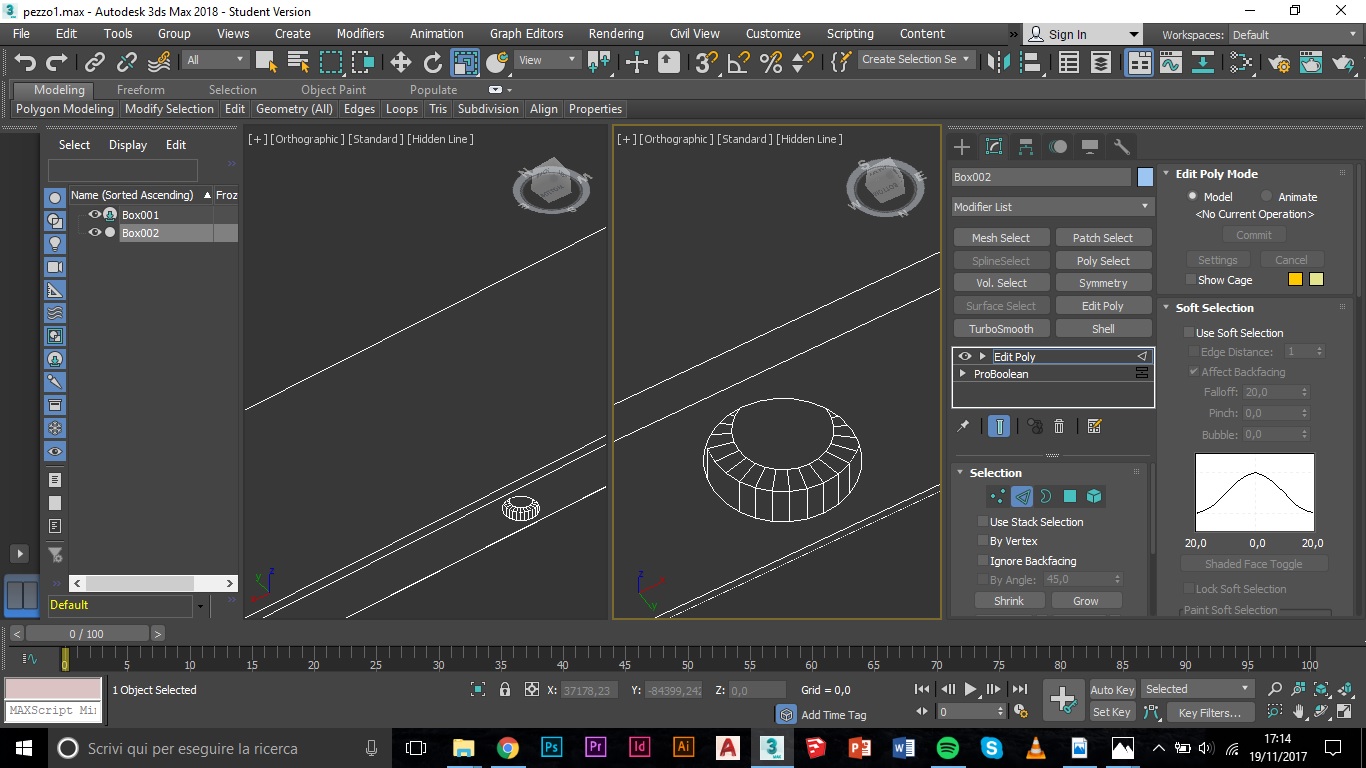 pezzo1.max - Autodesk 3ds Max 2018 - Student Version
File Edit Tools Group Views Create Modifiers Animation Graph Editors Rendering Civil View Customize Scripting Content » Sign In Workspaces: Default
All View Create Selection Se
Modeling Freeform Selection Object Paint Populate
Polygon Modeling Modify Selection Edit Geometry (All) Edges Loops Tris Subdivision Align Properties
Select Display Edit
Name (Sorted Ascending) Froz
Box001
Box002
Default
[+] [Orthographic ] [Standard ] [Hidden Line ]
z
y
[+] [Orthographic ] [Standard ] [Hidden Line ]
z
y
Box002
Modifier List
Mesh Select Patch Select
SplineSelect Poly Select
Vol. Select Symmetry
Surface Select Edit Poly
TurboSmooth Shell
Edit Poly
ProBoolean
Selection
Use Stack Selection
By Vertex
Ignore Backfacing
By Angle: 45,0
Shrink Grow
Edit Poly Mode
Model Animate
<No Current Operation>
Commit
Settings Cancel
Show Cage
Soft Selection
Use Soft Selection
Edge Distance: 1
Affect Backfacing
Falloff: 20,0
Pinch: 0,0
Bubble: 0,0
20,0 0,0 20,0
Shaded Face Toggle
Lock Soft Selection
Paint Soft Selection
< 0 / 100 >
0 5 10 15 20 25 30 35 40 45 50 55 60 65 70 75 80 85 90 95 100
1 Object Selected X: 37178,23 Y: -84399,242 Z: 0,0 Grid = 0,0 Auto Key Selected
MAXScript Mi Add Time Tag 0 Set Key Key Filters...
Scrivi qui per eseguire la ricerca
Ps Pr Id Ai A 3 MAX P W S
17:14
19/11/2017